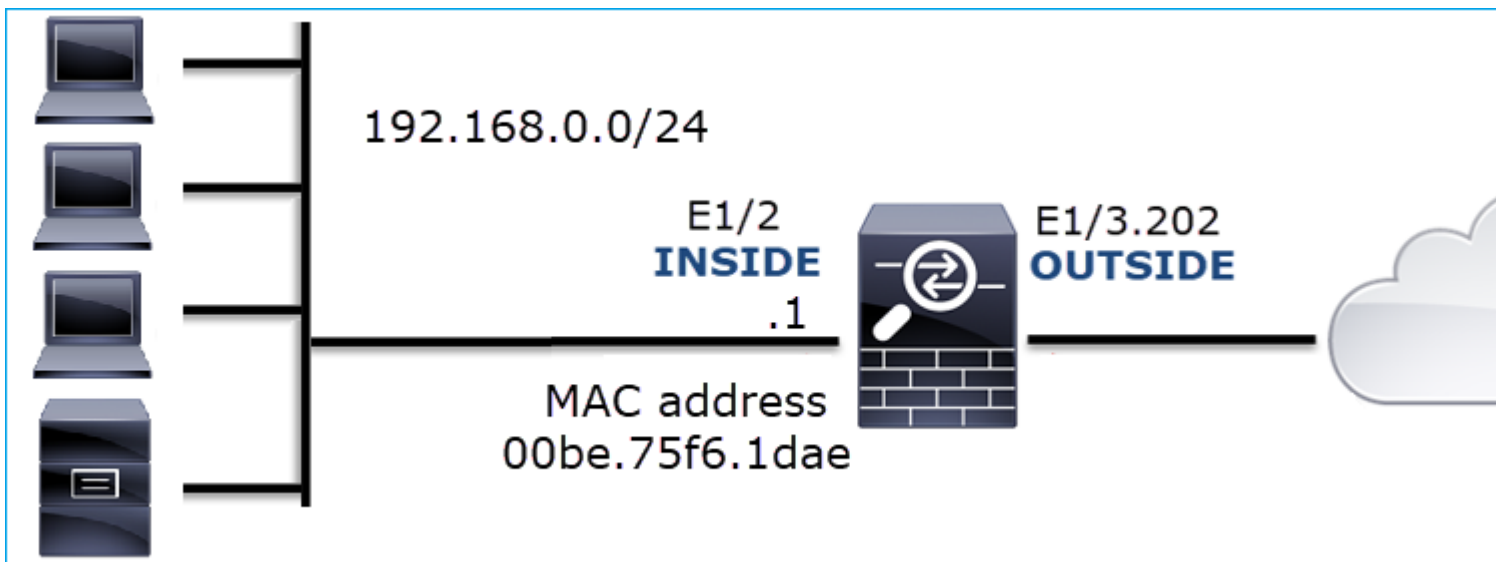 192.168.0.0/24
E1/2
INSIDE
.1
E1/3.202
OUTSIDE
MAC address
00be.75f6.1dae